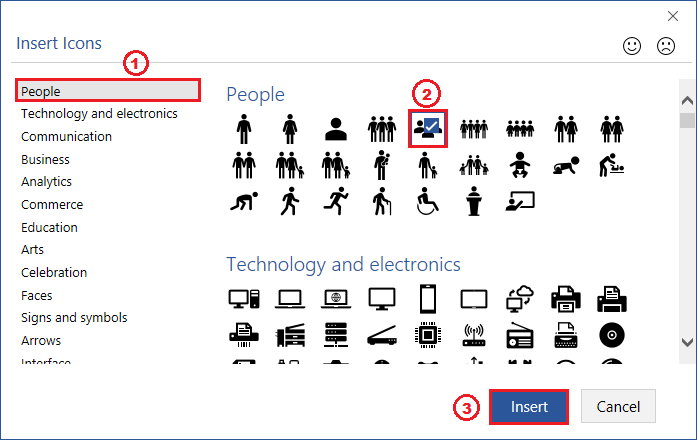 Insert Icons
1
People
Technology and electronics
Communication
Business
Analytics
Commerce
Education
Arts
Celebration
Faces
Signs and symbols
Arrows
Interface
People
2
Technology and electronics
3
Insert
Cancel